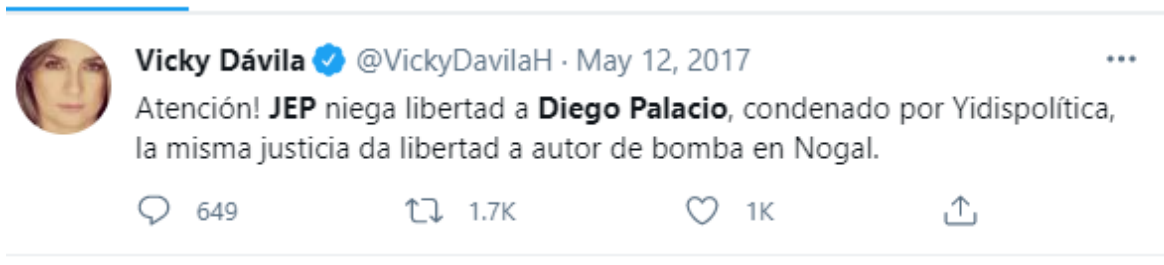 Vicky Dávila @VickyDavilaH · May 12, 2017
Atención! JEP niega libertad a Diego Palacio, condenado por Yidispolítica,
la misma justicia da libertad a autor de bomba en Nogal.
649 1.7K 1K